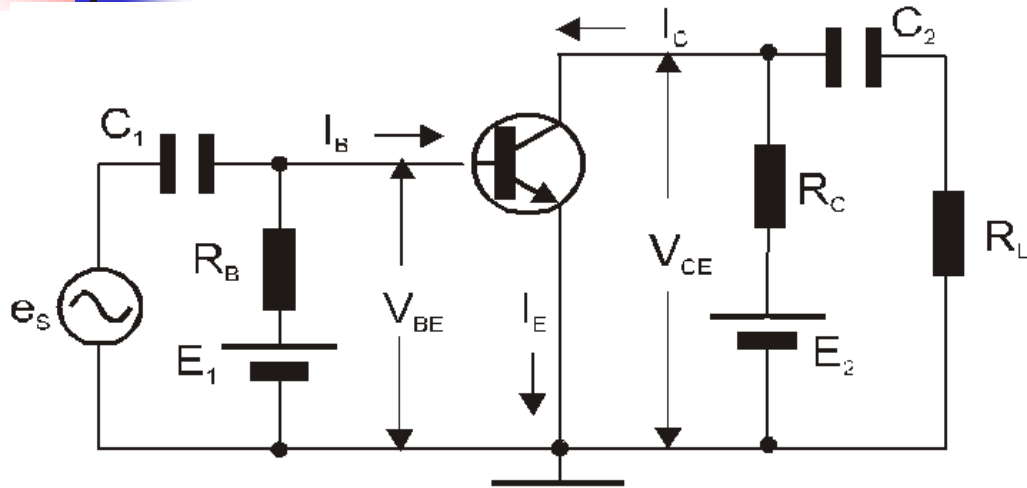 I_C
C_2
C_1
I_B
R_C
R_B
V_CE
R_L
e_s
V_BE
I_E
E_1
E_2